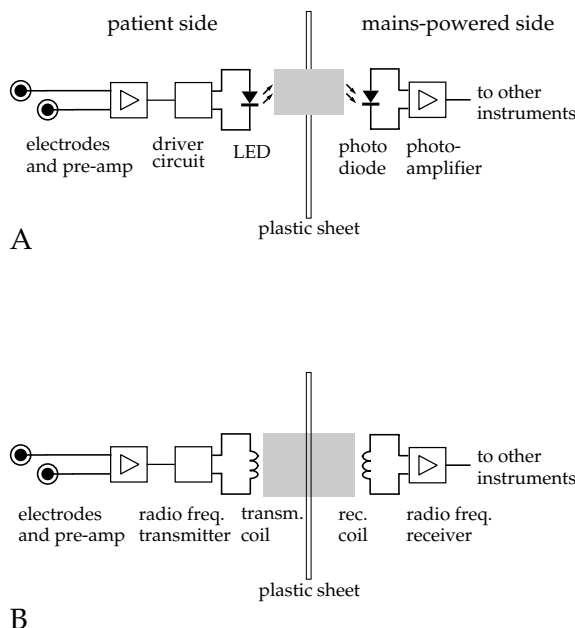 patient side
mains-powered side
to other
instruments
electrodes
and pre-amp
driver
circuit
LED
photo
diode
photo-
amplifier
plastic sheet
A
to other
instruments
electrodes
and pre-amp
radio freq.
transmitter
transm.
coil
rec.
coil
radio freq.
receiver
plastic sheet
B